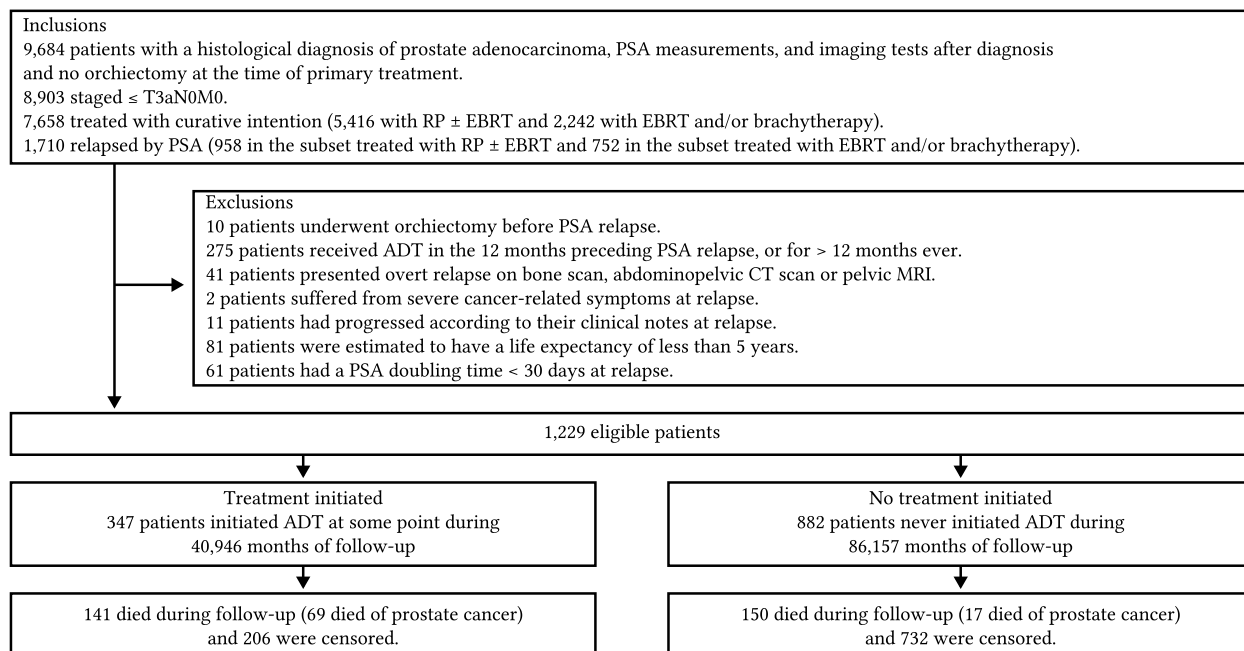 Inclusions
9,684 patients with a histological diagnosis of prostate adenocarcinoma, PSA measurements, and imaging tests after diagnosis
and no orchiectomy at the time of primary treatment.
8,903 staged ≤ T3aN0M0.
7,658 treated with curative intention (5,416 with RP ± EBRT and 2,242 with EBRT and/or brachytherapy).
1,710 relapsed by PSA (958 in the subset treated with RP ± EBRT and 752 in the subset treated with EBRT and/or brachytherapy).
Exclusions
10 patients underwent orchiectomy before PSA relapse.
275 patients received ADT in the 12 months preceding PSA relapse, or for > 12 months ever.
41 patients presented overt relapse on bone scan, abdominopelvic CT scan or pelvic MRI.
2 patients suffered from severe cancer-related symptoms at relapse.
11 patients had progressed according to their clinical notes at relapse.
81 patients were estimated to have a life expectancy of less than 5 years.
61 patients had a PSA doubling time < 30 days at relapse.
1,229 eligible patients
Treatment initiated
347 patients initiated ADT at some point during
40,946 months of follow-up
No treatment initiated
882 patients never initiated ADT during
86,157 months of follow-up
141 died during follow-up (69 died of prostate cancer)
and 206 were censored.
150 died during follow-up (17 died of prostate cancer)
and 732 were censored.